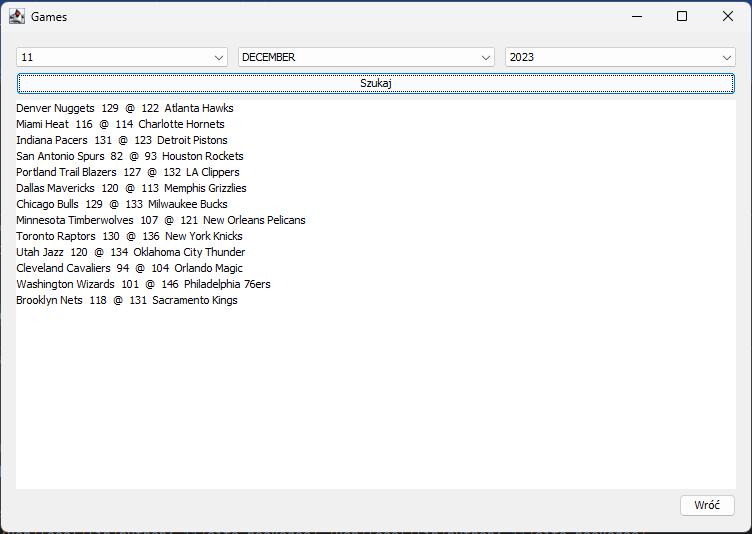 Games
11 DECEMBER 2023
Szukaj
Denver Nuggets 129 @ 122 Atlanta Hawks
Miami Heat 116 @ 114 Charlotte Hornets
Indiana Pacers 131 @ 123 Detroit Pistons
San Antonio Spurs 82 @ 93 Houston Rockets
Portland Trail Blazers 127 @ 132 LA Clippers
Dallas Mavericks 120 @ 113 Memphis Grizzlies
Chicago Bulls 129 @ 133 Milwaukee Bucks
Minnesota Timberwolves 107 @ 121 New Orleans Pelicans
Toronto Raptors 130 @ 136 New York Knicks
Utah Jazz 120 @ 134 Oklahoma City Thunder
Cleveland Cavaliers 94 @ 104 Orlando Magic
Washington Wizards 101 @ 146 Philadelphia 76ers
Brooklyn Nets 118 @ 131 Sacramento Kings
Wróć